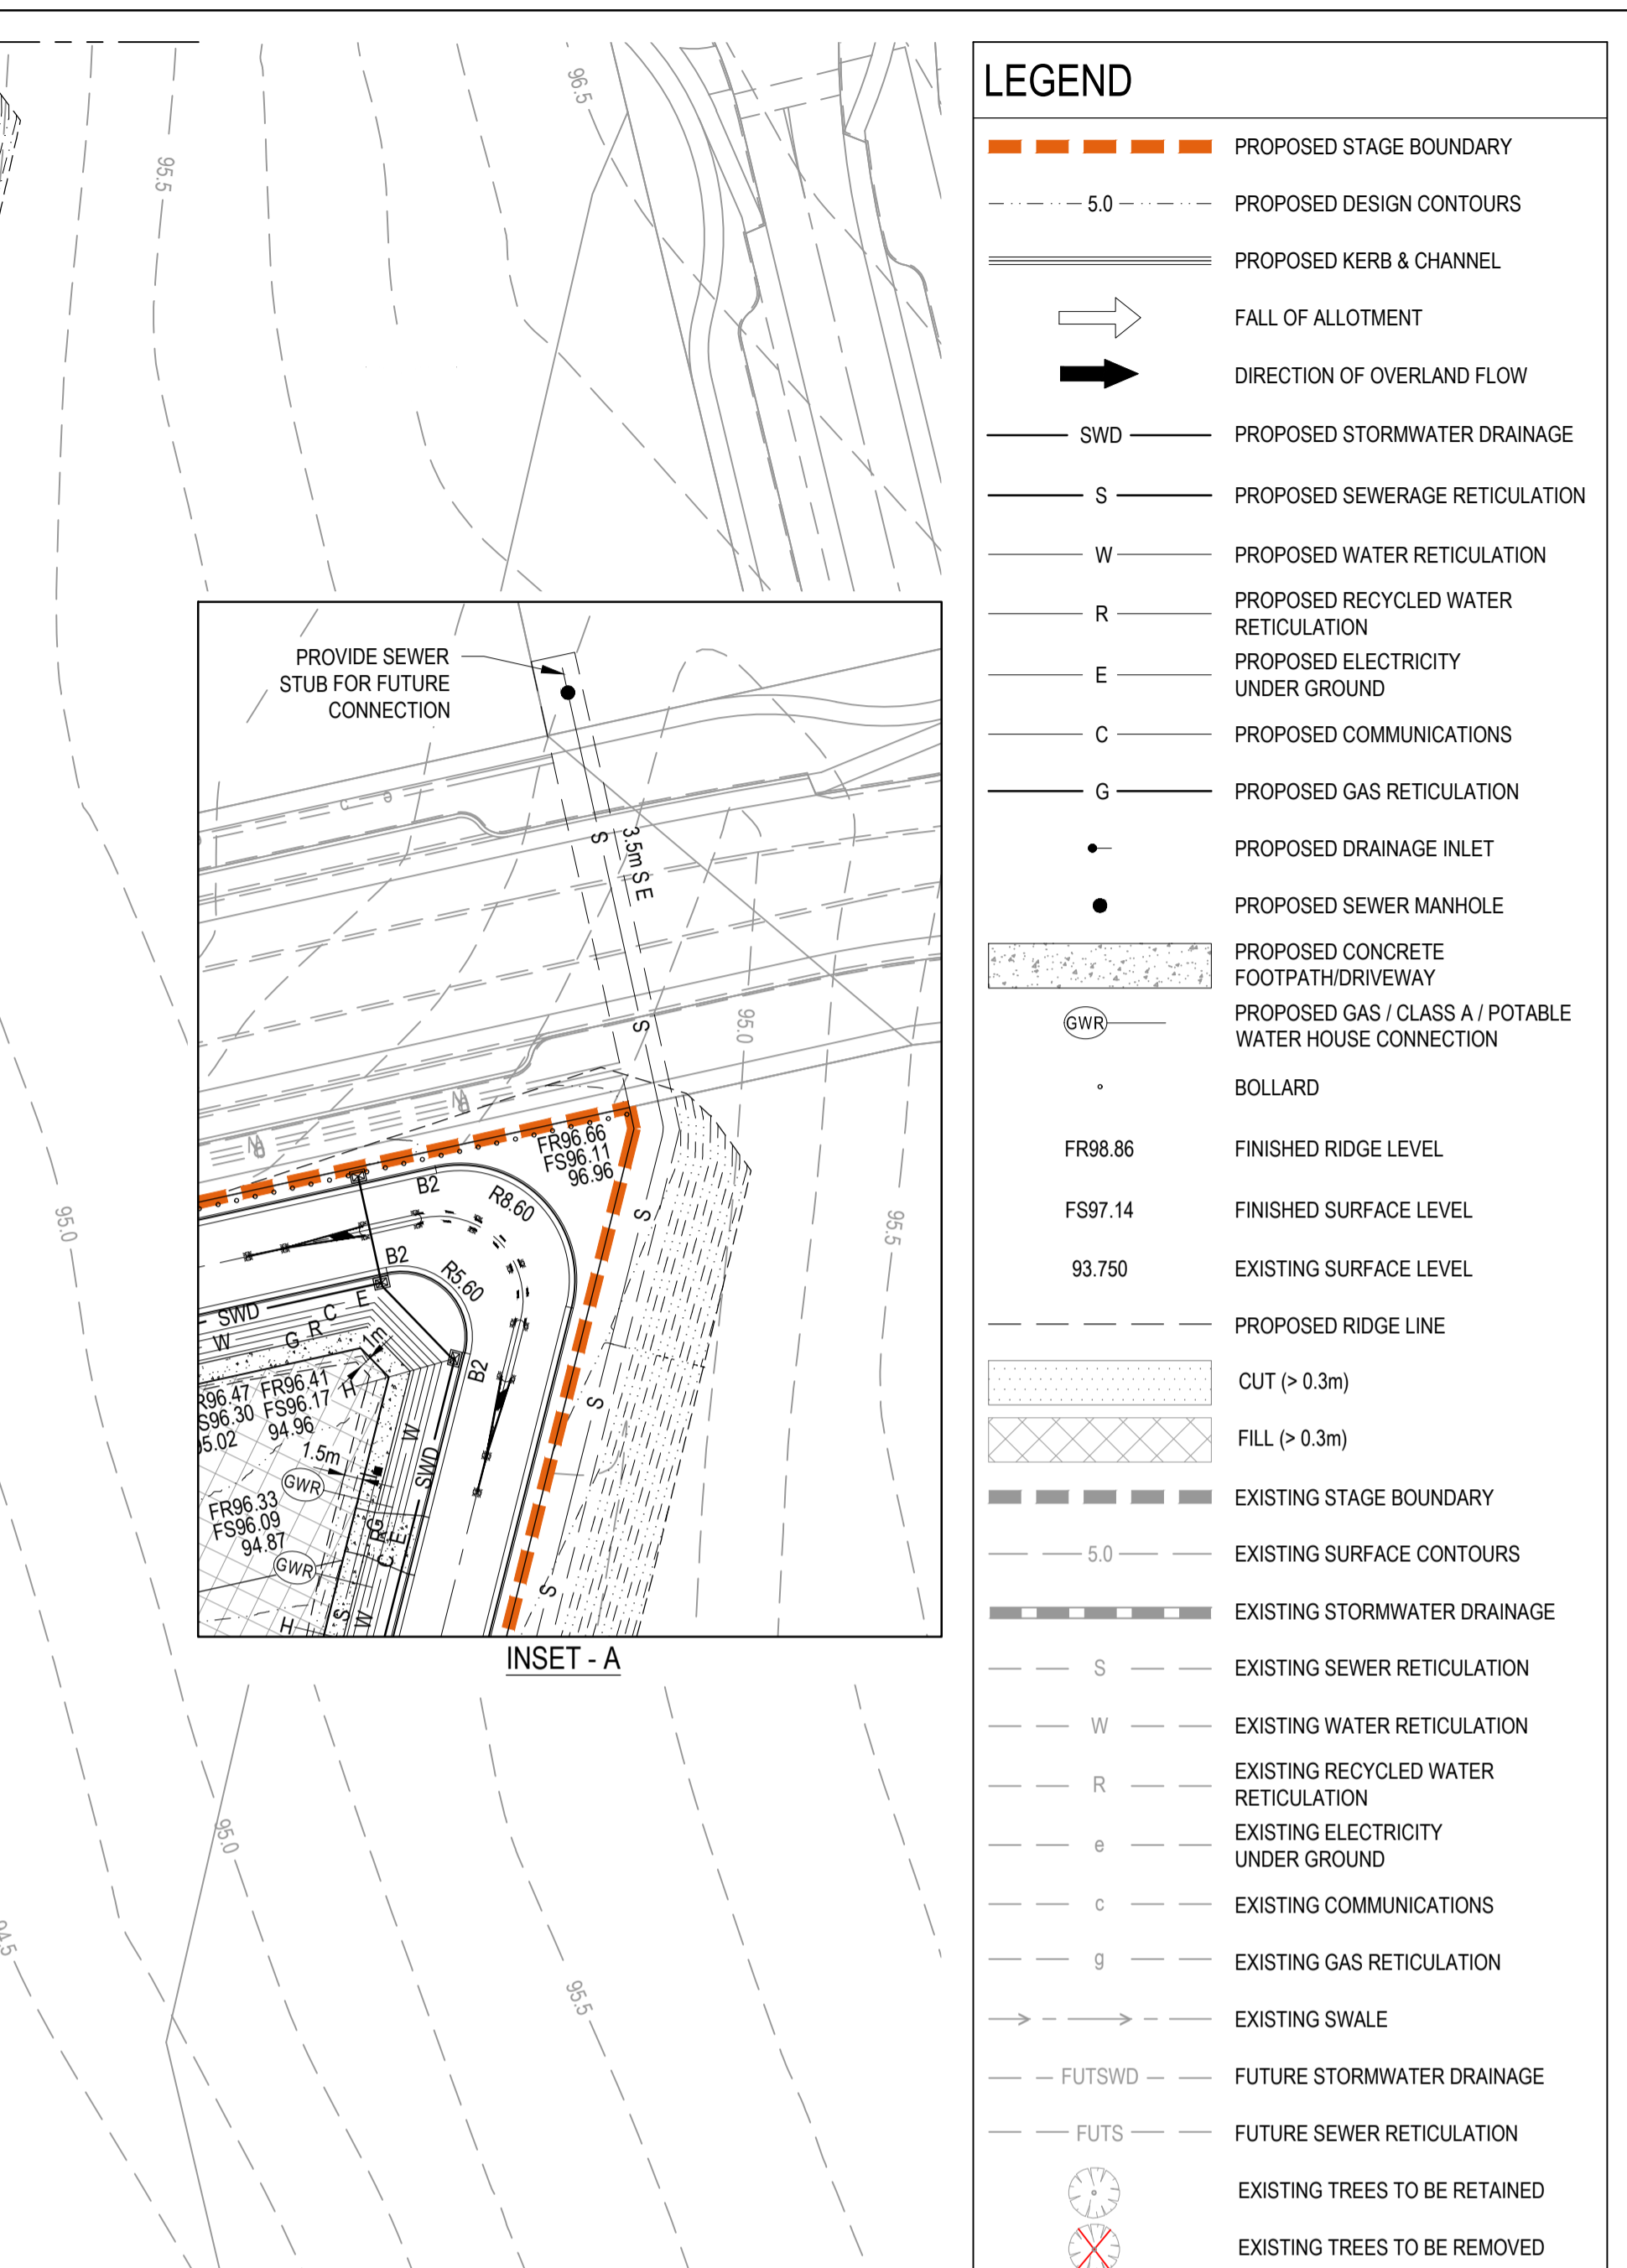 96.5
95.5
PROVIDE SEWER
STUB FOR FUTURE
CONNECTION
c e
S
3.5m S E
S
95.0
FR96.66
FS96.11
96.96
B2
R8.60
S
95.0
95.5
B2
R5.60
E
C
SWD
R
G
W
1m
B2
H
FR96.41
FS96.17
94.96
96.47
96.30
95.02
1.5m
W
SWD
S
GWR
FR96.33
FS96.09
94.87
GWR
E
C
S
S
W
H
INSET - A
95.0
95.5
LEGEND
PROPOSED STAGE BOUNDARY
5.0 PROPOSED DESIGN CONTOURS
PROPOSED KERB & CHANNEL
FALL OF ALLOTMENT
DIRECTION OF OVERLAND FLOW
SWD PROPOSED STORMWATER DRAINAGE
S PROPOSED SEWERAGE RETICULATION
W PROPOSED WATER RETICULATION
R PROPOSED RECYCLED WATER
RETICULATION
E PROPOSED ELECTRICITY
UNDER GROUND
C PROPOSED COMMUNICATIONS
G PROPOSED GAS RETICULATION
PROPOSED DRAINAGE INLET
PROPOSED SEWER MANHOLE
PROPOSED CONCRETE
FOOTPATH/DRIVEWAY
GWR PROPOSED GAS / CLASS A / POTABLE
WATER HOUSE CONNECTION
BOLLARD
FR98.86 FINISHED RIDGE LEVEL
FS97.14 FINISHED SURFACE LEVEL
93.750 EXISTING SURFACE LEVEL
PROPOSED RIDGE LINE
CUT (> 0.3m)
FILL (> 0.3m)
EXISTING STAGE BOUNDARY
5.0 EXISTING SURFACE CONTOURS
EXISTING STORMWATER DRAINAGE
S EXISTING SEWER RETICULATION
W EXISTING WATER RETICULATION
R EXISTING RECYCLED WATER
RETICULATION
e EXISTING ELECTRICITY
UNDER GROUND
c EXISTING COMMUNICATIONS
g EXISTING GAS RETICULATION
EXISTING SWALE
FUTSWD FUTURE STORMWATER DRAINAGE
FUTS FUTURE SEWER RETICULATION
EXISTING TREES TO BE RETAINED
EXISTING TREES TO BE REMOVED